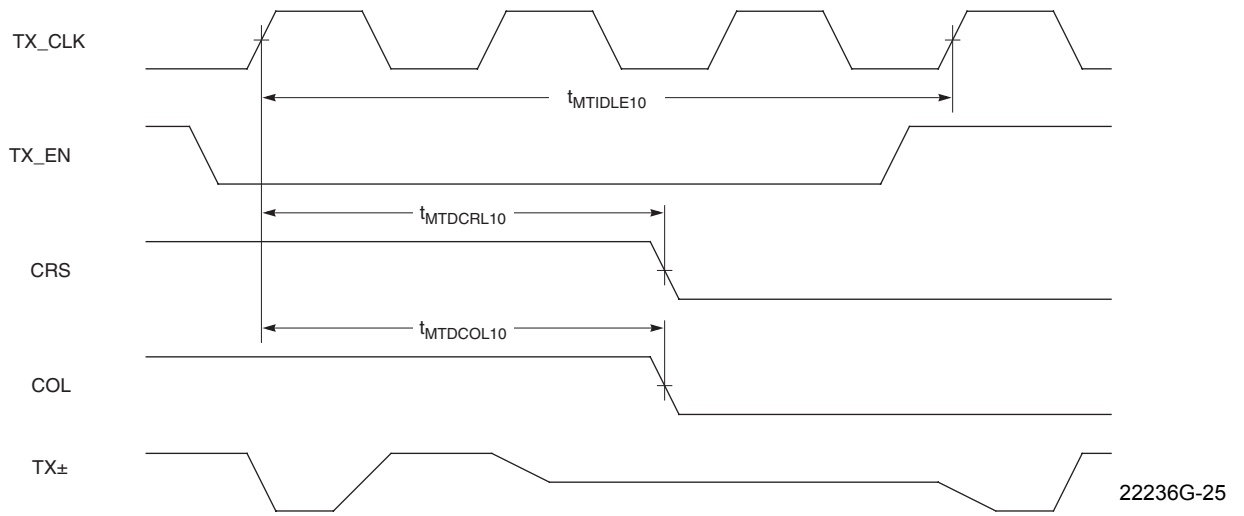 TX_CLK
tMTIDLE10
TX_EN
tMTDCRL10
CRS
tMTDCOL10
COL
TX±
22236G-25